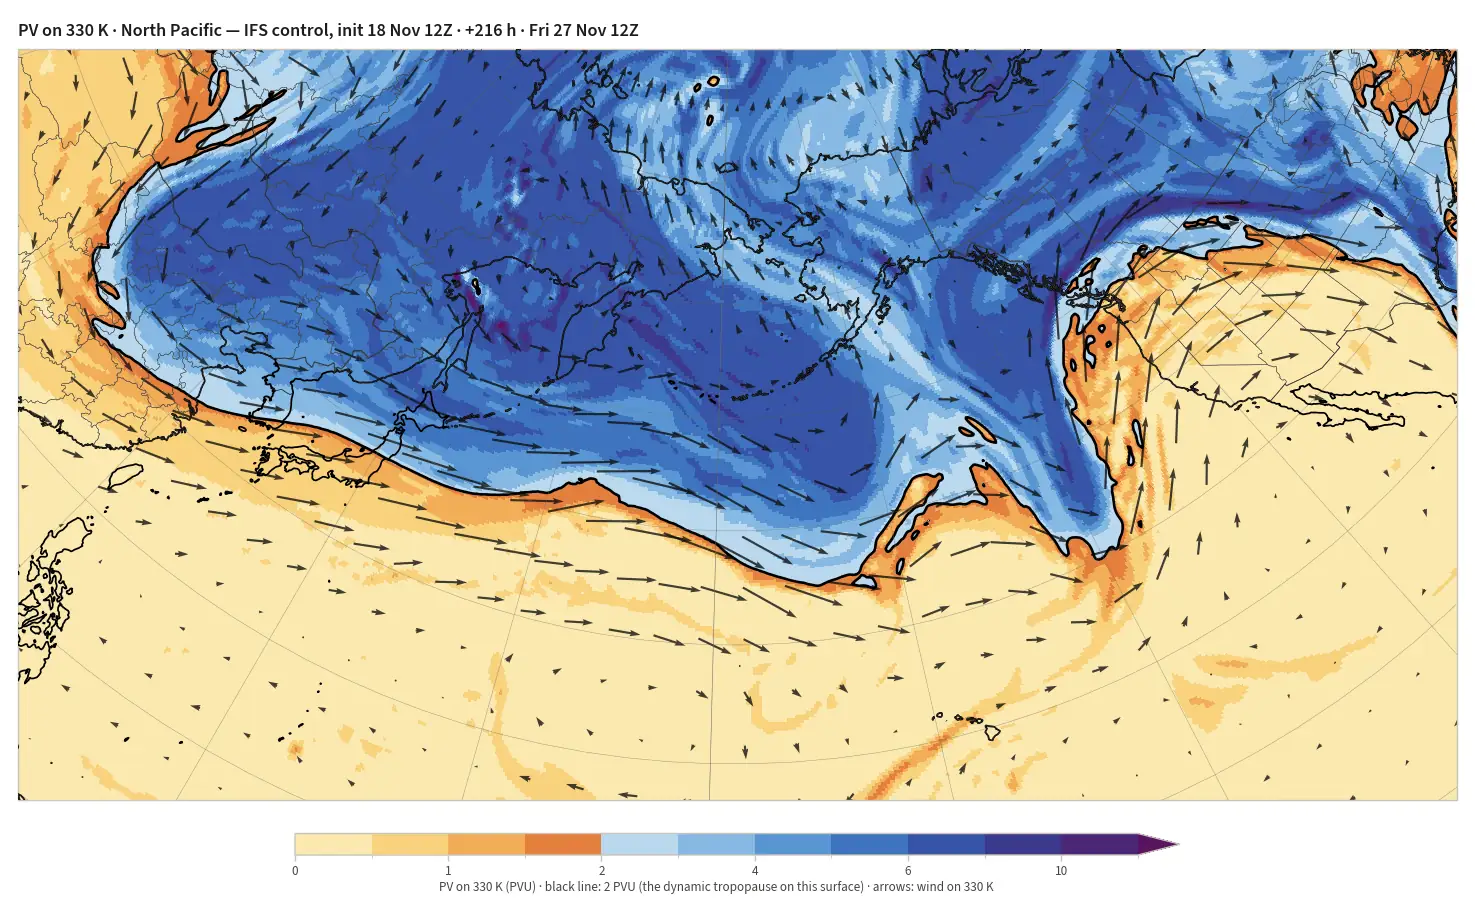 PV on 330 K · North Pacific — IFS control, init 18 Nov 12Z · +216 h · Fri 27 Nov 12Z
0 1 2 4 6 10
PV on 330 K (PVU) · black line: 2 PVU (the dynamic tropopause on this surface) · arrows: wind on 330 K